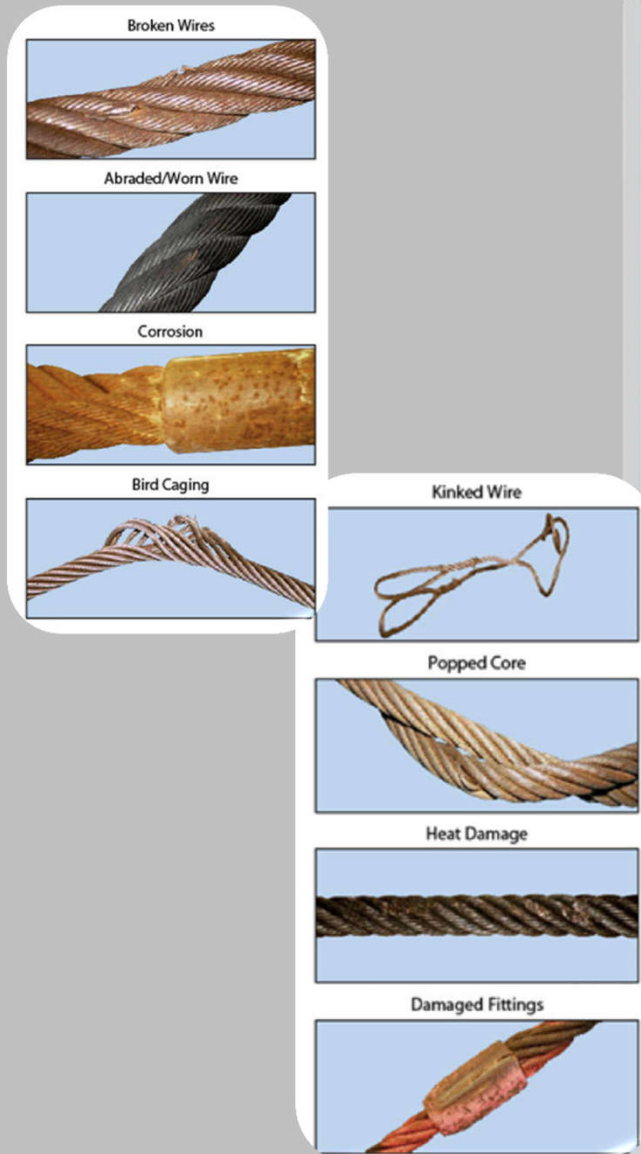 Broken Wires
Abraded/Worn Wire
Corrosion
Bird Caging
Kinked Wire
Popped Core
Heat Damage
Damaged Fittings